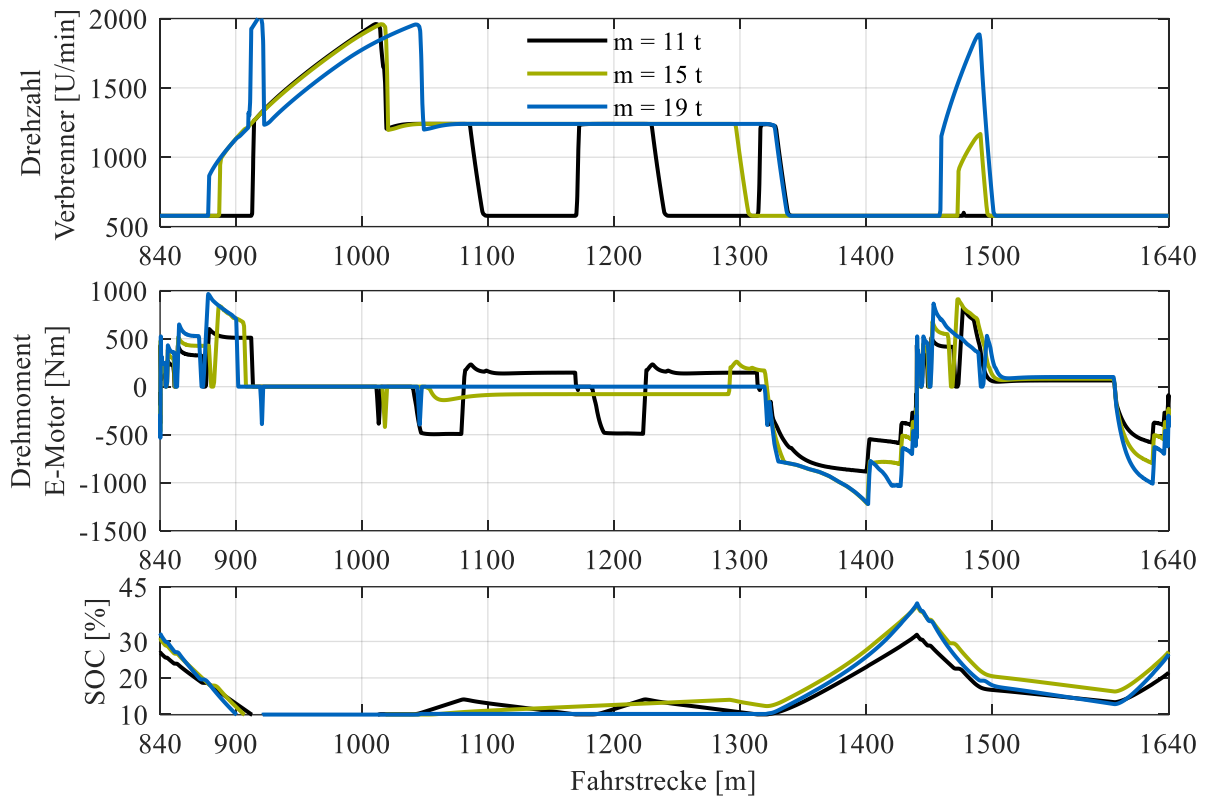 2000
1500
1000
500
Drehzahl
Verbrenner [U/min]
m = 11 t
m = 15 t
m = 19 t
840 900 1000 1100 1200 1300 1400 1500 1640
1000
500
0
-500
-1000
-1500
Drehmoment
E-Motor [Nm]
840 900 1000 1100 1200 1300 1400 1500 1640
45
30
20
10
SOC [%]
840 900 1000 1100 1200 1300 1400 1500 1640
Fahrstrecke [m]